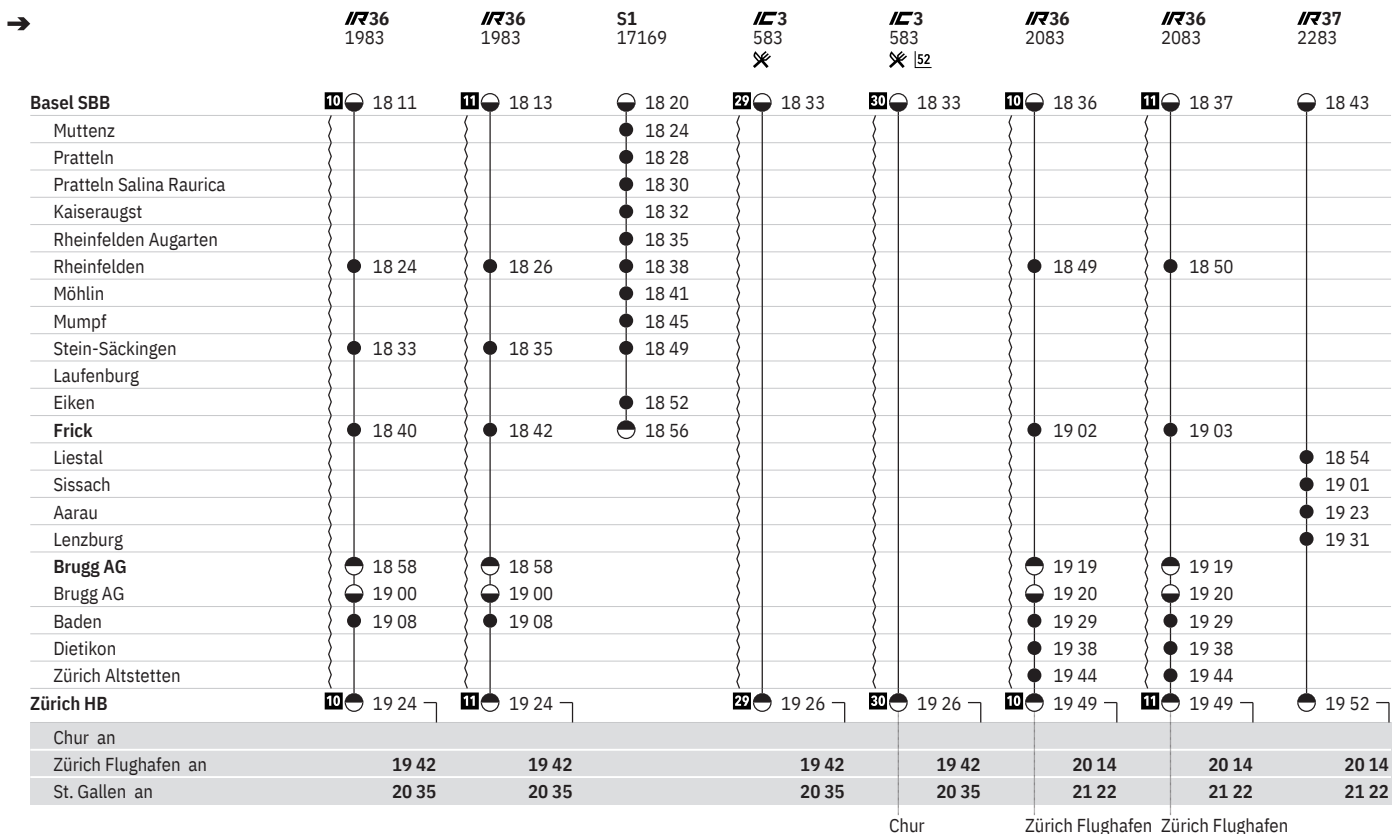 IR36 IR36 S1 IC3 IC3 IR36 IR36 IR37
1983 1983 17169 583 583 2083 2083 2283
52
Basel SBB 10 18 11 11 18 13 18 20 29 18 33 30 18 33 10 18 36 11 18 37 18 43
Muttenz 18 24
Pratteln 18 28
Pratteln Salina Raurica 18 30
Kaiseraugst 18 32
Rheinfelden Augarten 18 35
Rheinfelden 18 24 18 26 18 38 18 49 18 50
Möhlin 18 41
Mumpf 18 45
Stein-Säckingen 18 33 18 35 18 49
Laufenburg
Eiken 18 52
Frick 18 40 18 42 18 56 19 02 19 03
Liestal 18 54
Sissach 19 01
Aarau 19 23
Lenzburg 19 31
Brugg AG 18 58 18 58 19 19 19 19
Brugg AG 19 00 19 00 19 20 19 20
Baden 19 08 19 08 19 29 19 29
Dietikon 19 38 19 38
Zürich Altstetten 19 44 19 44
Zürich HB 10 19 24 11 19 24 29 19 26 30 19 26 10 19 49 11 19 49 19 52
Chur an
Zürich Flughafen an 19 42 19 42 19 42 19 42 20 14 20 14 20 14
St. Gallen an 20 35 20 35 20 35 20 35 21 22 21 22 21 22
Chur Zürich Flughafen Zürich Flughafen